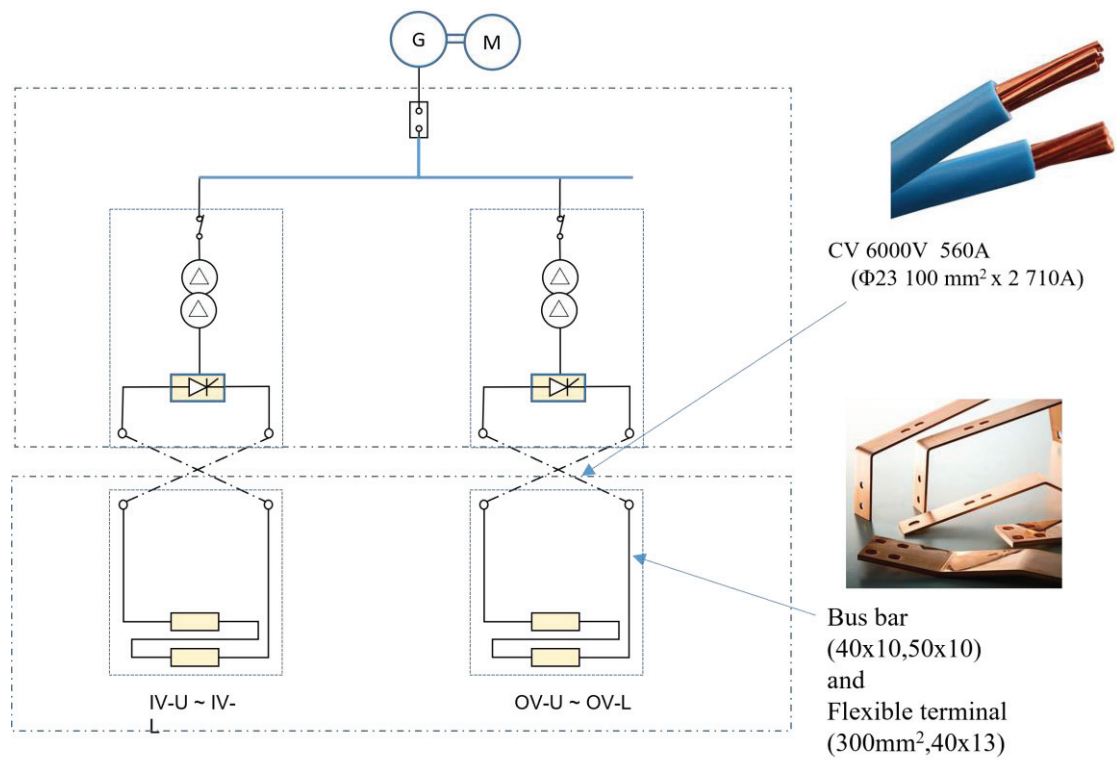 G
M
CV 6000V 560A
(Φ23 100 mm² x 2 710A)
Bus bar
(40x10,50x10)
and
Flexible terminal
(300mm²,40x13)
IV-U ~ IV-
L
OV-U ~ OV-L